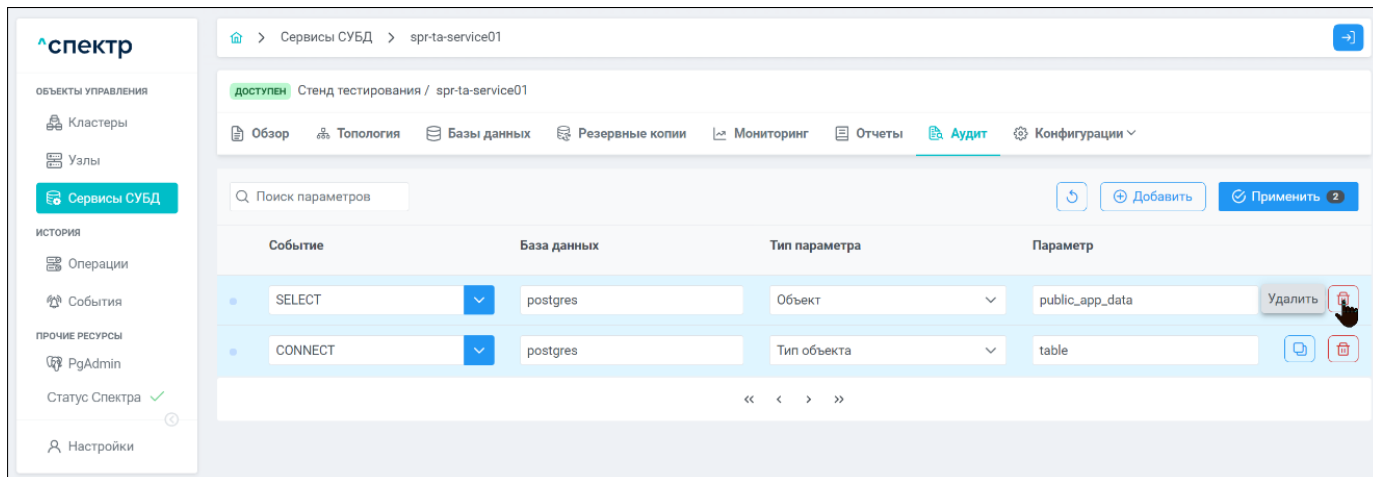 ^спектр
ОБЪЕКТЫ УПРАВЛЕНИЯ
Кластеры
Узлы
Сервисы СУБД
ИСТОРИЯ
Операции
События
ПРОЧИЕ РЕСУРСЫ
PgAdmin
Статус Спектра
Настройки
> Сервисы СУБД > spr-ta-service01
ДОСТУПЕН Стенд тестирования / spr-ta-service01
Обзор Топология Базы данных Резервные копии Мониторинг Отчеты Аудит Конфигурации
Поиск параметров Добавить Применить 2
Событие База данных Тип параметра Параметр
SELECT postgres Объект public_app_data Удалить
CONNECT postgres Тип объекта table
« ‹ › »